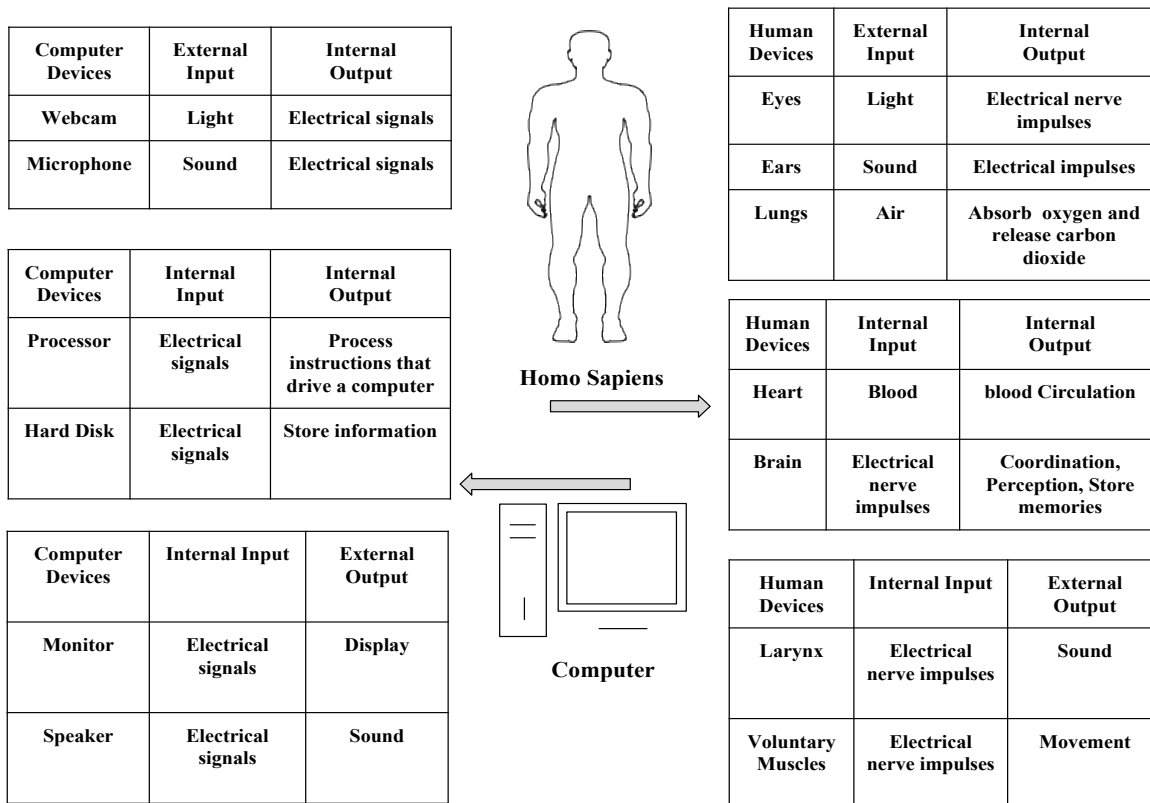 Computer Devices External Input Internal Output
Webcam Light Electrical signals
Microphone Sound Electrical signals
Computer Devices Internal Input Internal Output
Processor Electrical signals Process instructions that drive a computer
Hard Disk Electrical signals Store information
Computer Devices Internal Input External Output
Monitor Electrical signals Display
Speaker Electrical signals Sound
Homo Sapiens
Computer
Human Devices External Input Internal Output
Eyes Light Electrical nerve impulses
Ears Sound Electrical impulses
Lungs Air Absorb oxygen and release carbon dioxide
Human Devices Internal Input Internal Output
Heart Blood blood Circulation
Brain Electrical nerve impulses Coordination, Perception, Store memories
Human Devices Internal Input External Output
Larynx Electrical nerve impulses Sound
Voluntary Muscles Electrical nerve impulses Movement